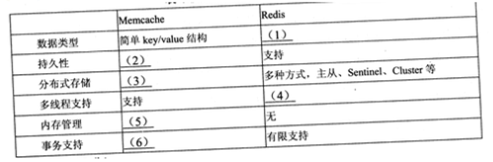 Memcache Redis
数据类型 简单 key/value 结构 （1）
持久性 （2） 支持
分布式存储 （3） 多种方式，主从、Sentinel、Cluster 等
多线程支持 支持 （4）
内存管理 （5） 无
事务支持 （6） 有限支持